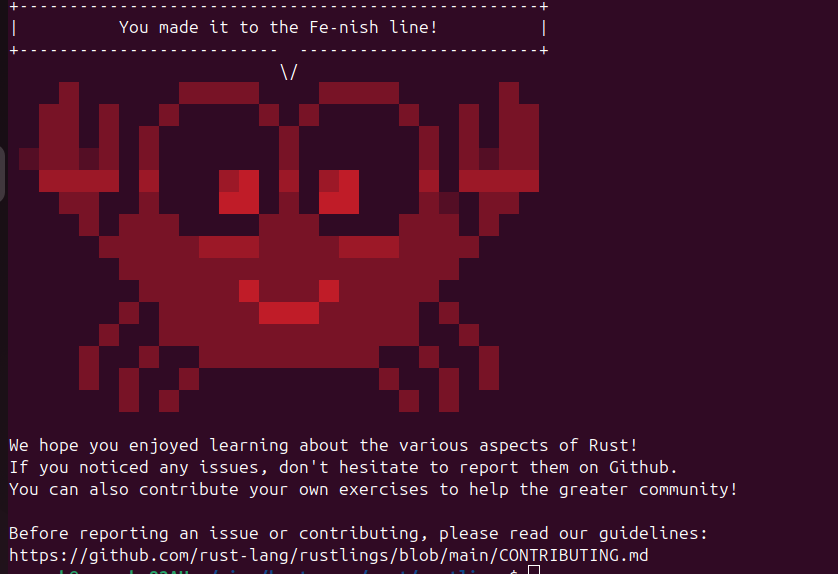 You made it to the Fe-nish line!
We hope you enjoyed learning about the various aspects of Rust!
If you noticed any issues, don't hesitate to report them on Github.
You can also contribute your own exercises to help the greater community!
Before reporting an issue or contributing, please read our guidelines:
https://github.com/rust-lang/rustlings/blob/main/CONTRIBUTING.md